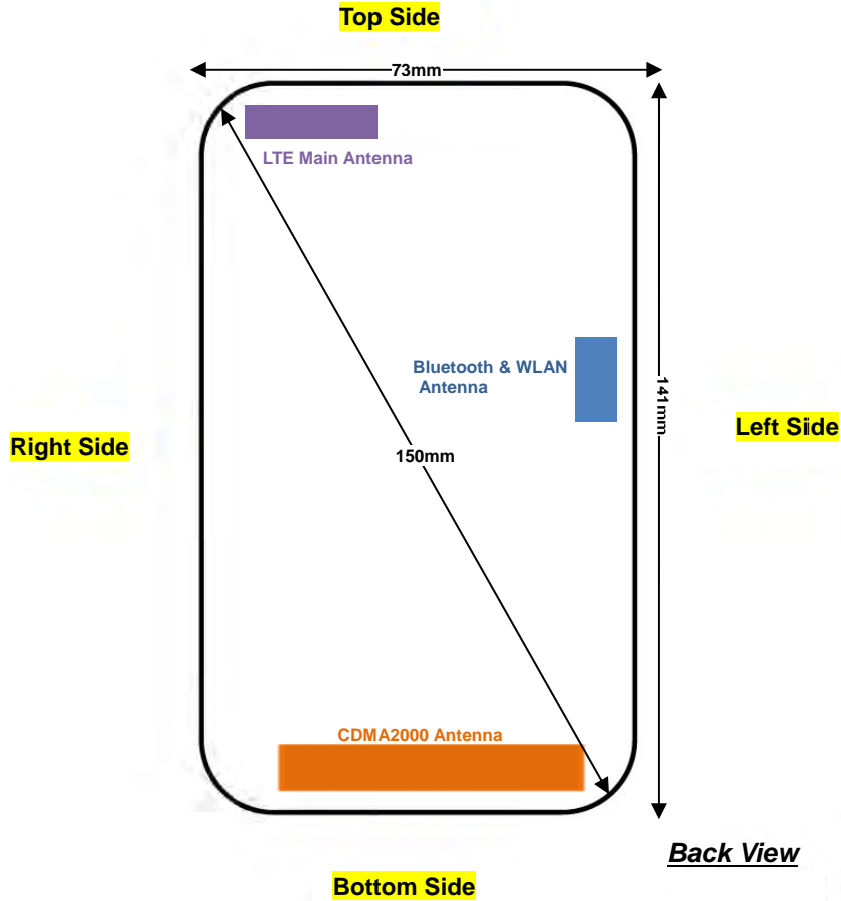 Top Side
73mm
LTE Main Antenna
Bluetooth & WLAN
Antenna
141mm
Right Side
Left Side
150mm
CDMA2000 Antenna
Back View
Bottom Side